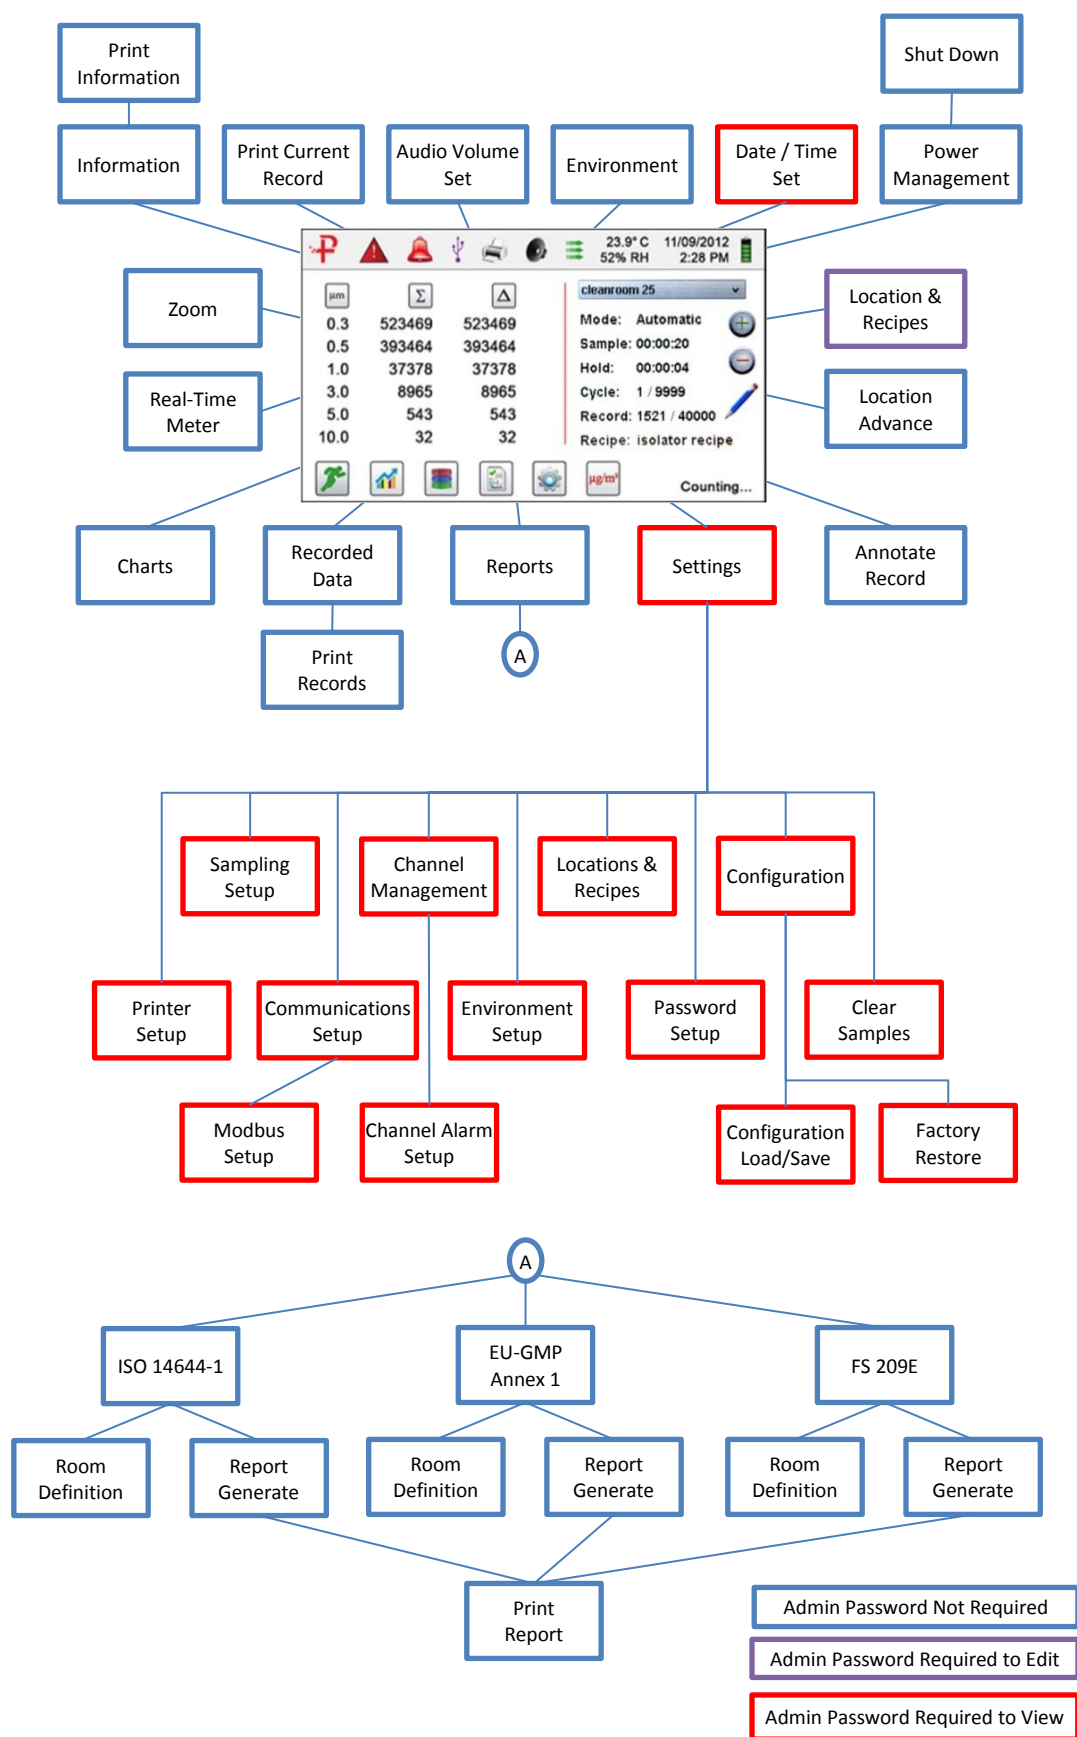 Print
Information
Shut Down
Information
Print Current
Record
Audio Volume
Set
Environment
Date / Time
Set
Power
Management
23.9° C 11/09/2012
52% RH 2:28 PM
Zoom
Real-Time
Meter
µm Σ Δ
0.3 523469 523469
0.5 393464 393464
1.0 37378 37378
3.0 8965 8965
5.0 543 543
10.0 32 32
cleanroom 25
Mode: Automatic
Sample: 00:00:20
Hold: 00:00:04
Cycle: 1 / 9999
Record: 1521 / 40000
Recipe: isolator recipe
µg/m³
Counting...
Location &
Recipes
Location
Advance
Charts
Recorded
Data
Reports
Settings
Annotate
Record
Print
Records
A
Sampling
Setup
Channel
Management
Locations &
Recipes
Configuration
Printer
Setup
Communications
Setup
Environment
Setup
Password
Setup
Clear
Samples
Modbus
Setup
Channel Alarm
Setup
Configuration
Load/Save
Factory
Restore
A
ISO 14644-1
EU-GMP
Annex 1
FS 209E
Room
Definition
Report
Generate
Room
Definition
Report
Generate
Room
Definition
Report
Generate
Print
Report
Admin Password Not Required
Admin Password Required to Edit
Admin Password Required to View